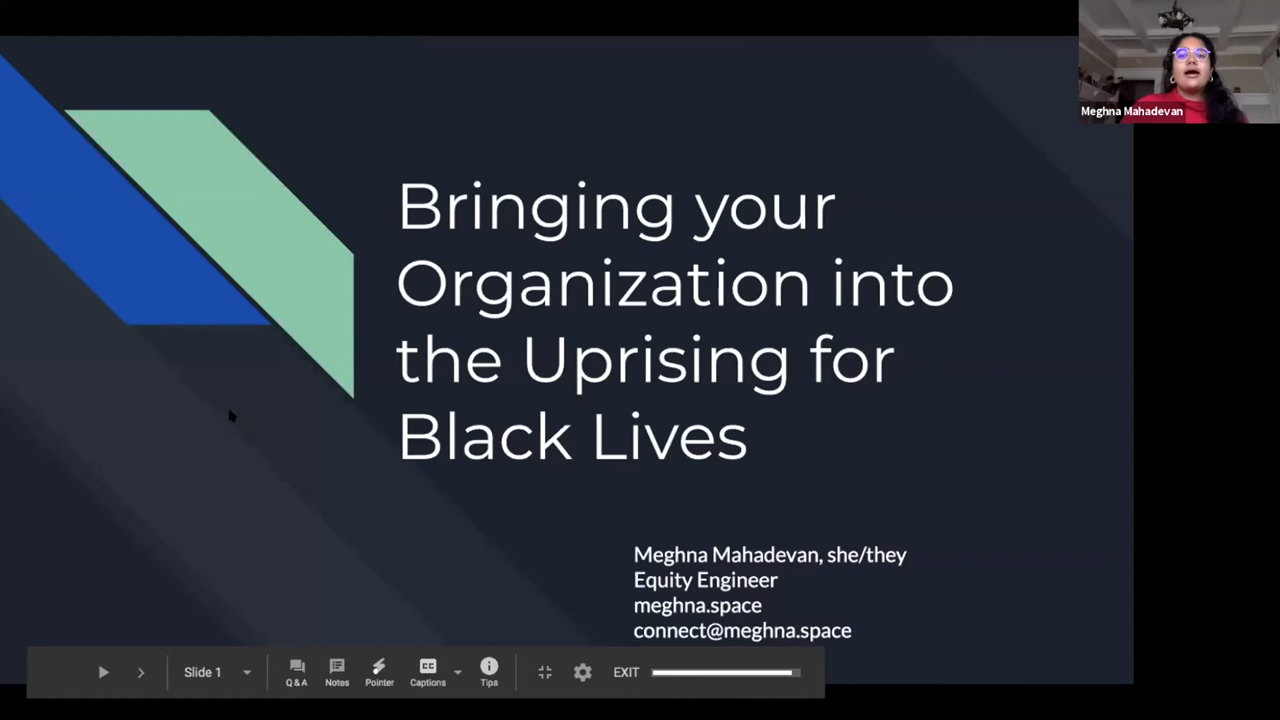 Meghna Mahadevan
Bringing your
Organization into
the Uprising for
Black Lives
Meghna Mahadevan, she/they
Equity Engineer
meghna.space
connect@meghna.space
Slide 1
Q&A
Notes
Pointer
CC
Captions
Tips
EXIT